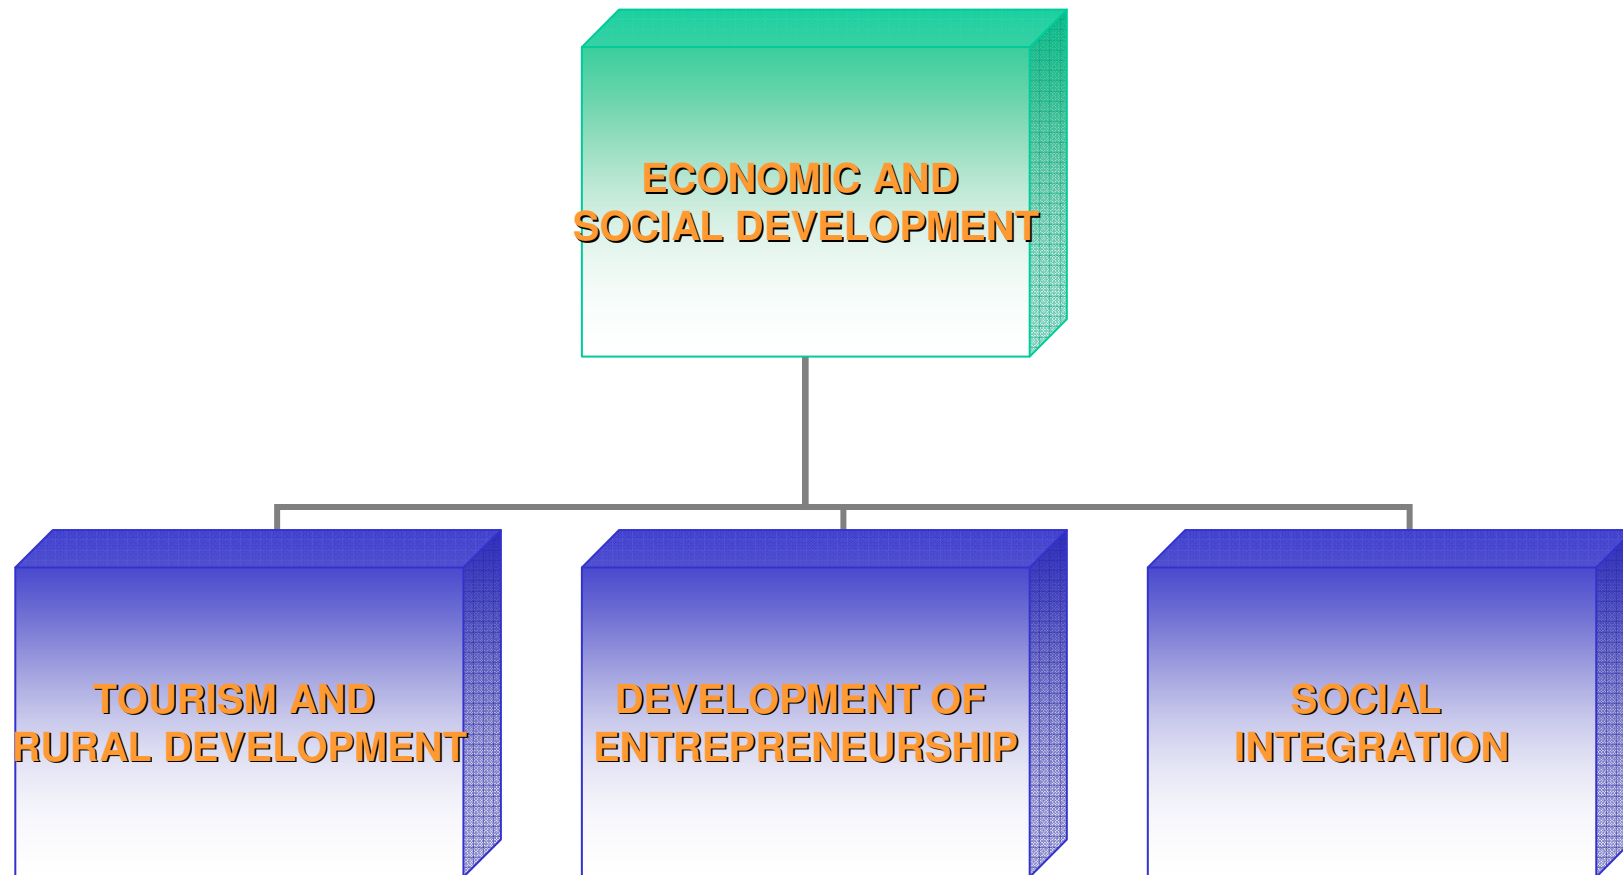 ECONOMIC AND
SOCIAL DEVELOPMENT
TOURISM AND
RURAL DEVELOPMENT
DEVELOPMENT OF
ENTREPRENEURSHIP
SOCIAL
INTEGRATION